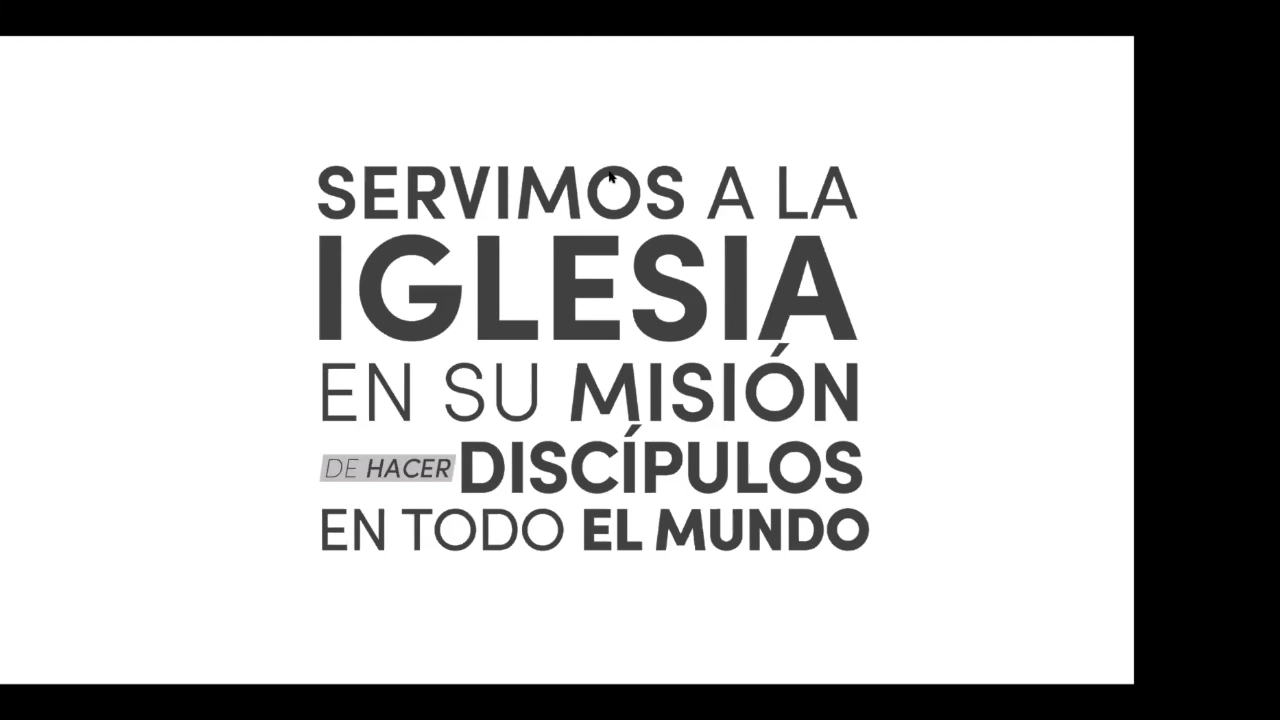 SERVIMOS A LA
IGLESIA
EN SU MISIÓN
DE HACER DISCÍPULOS
EN TODO EL MUNDO